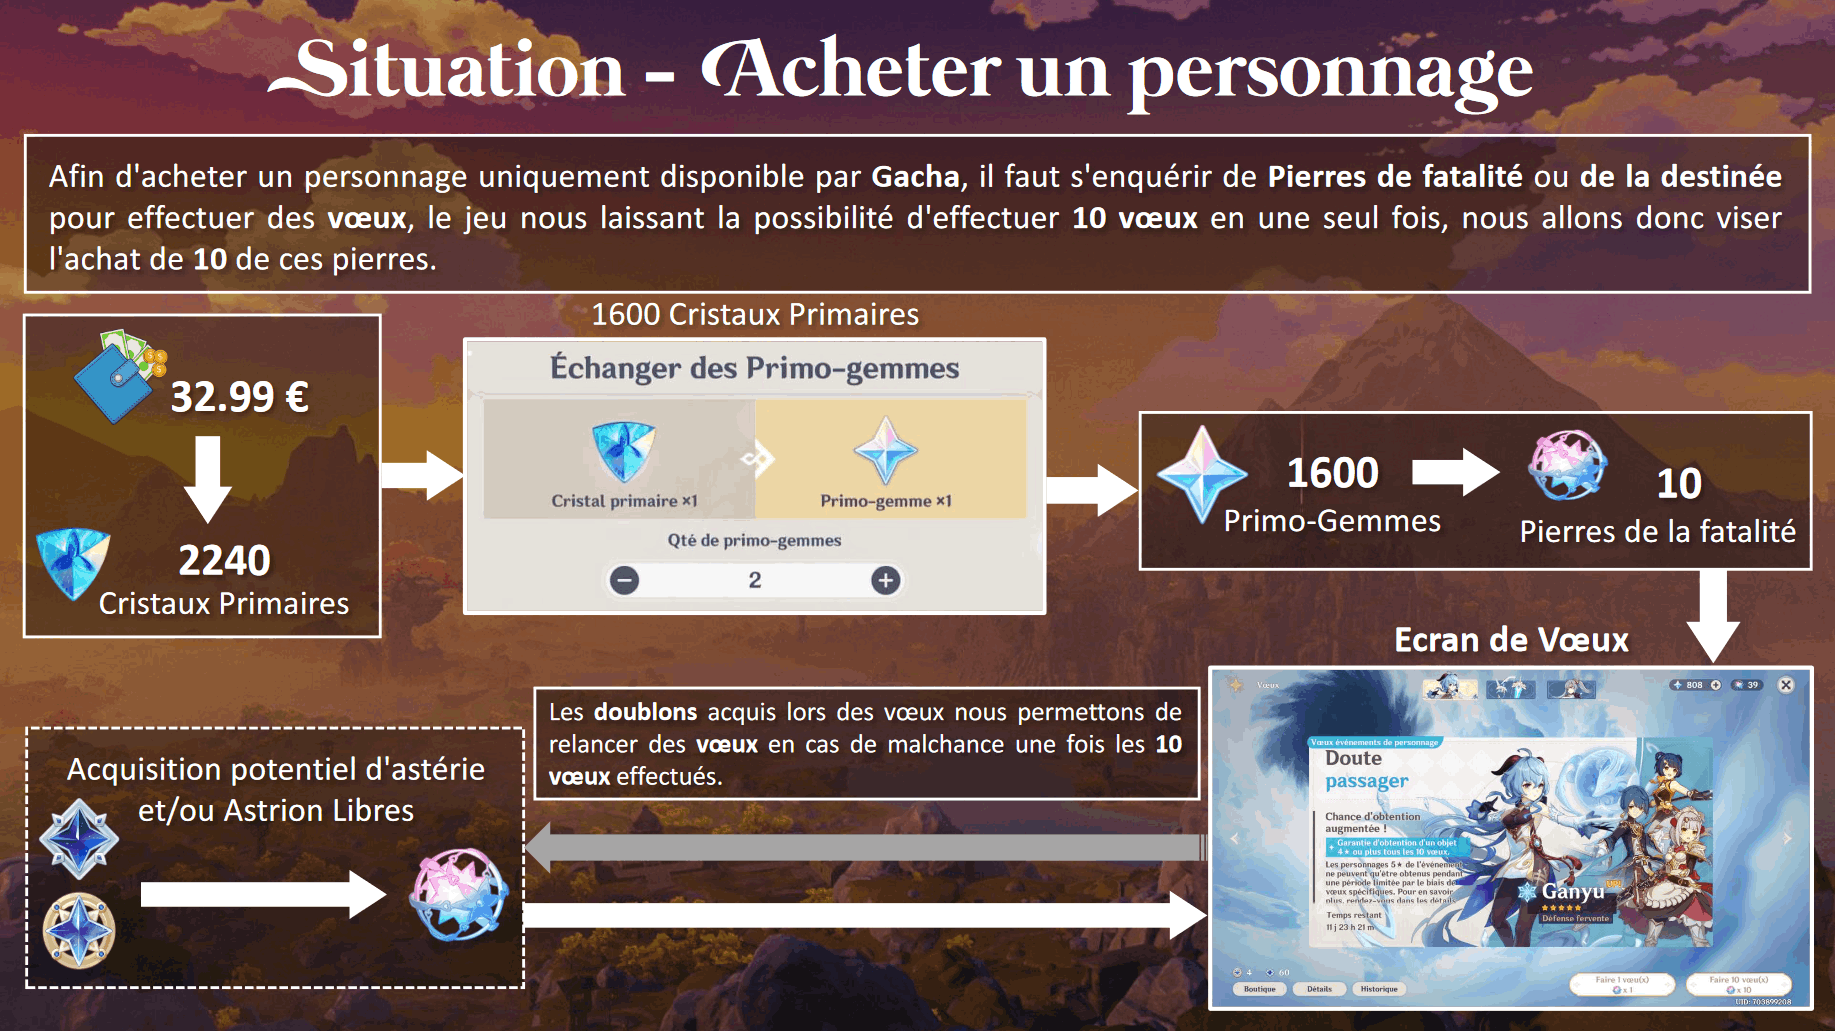 Situation - Acheter un personnage
Afin d'acheter un personnage uniquement disponible par Gacha, il faut s'enquérir de Pierres de fatalité ou de la destinée
pour effectuer des vœux, le jeu nous laissant la possibilité d'effectuer 10 vœux en une seul fois, nous allons donc viser
l'achat de 10 de ces pierres.
32.99 €
2240
Cristaux Primaires
1600 Cristaux Primaires
Échanger des Primo-gemmes
Cristal primaire ×1
Primo-gemme ×1
Qté de primo-gemmes
2
1600
Primo-Gemmes
10
Pierres de la fatalité
Ecran de Vœux
Vœux
808
39
Vœux événements de personnage
Doute
passager
Chance d'obtention
augmentée !
Garantie d'obtention d'un objet
4★ ou plus tous les 10 vœux.
Les personnages 5★ de l'événement
ne peuvent qu'être obtenus pendant
une période limitée par le biais de
vœux spécifiques. Pour en savoir
plus, rendez-vous dans les détails
Temps restant
11 j 23 h 21 m
Ganyu
Défense fervente
4
60
Boutique
Détails
Historique
Faire 1 vœu(x)
x 1
Faire 10 vœu(x)
x 10
UID: 703899208
Les doublons acquis lors des vœux nous permettons de
relancer des vœux en cas de malchance une fois les 10
vœux effectués.
Acquisition potentiel d'astérie
et/ou Astrion Libres